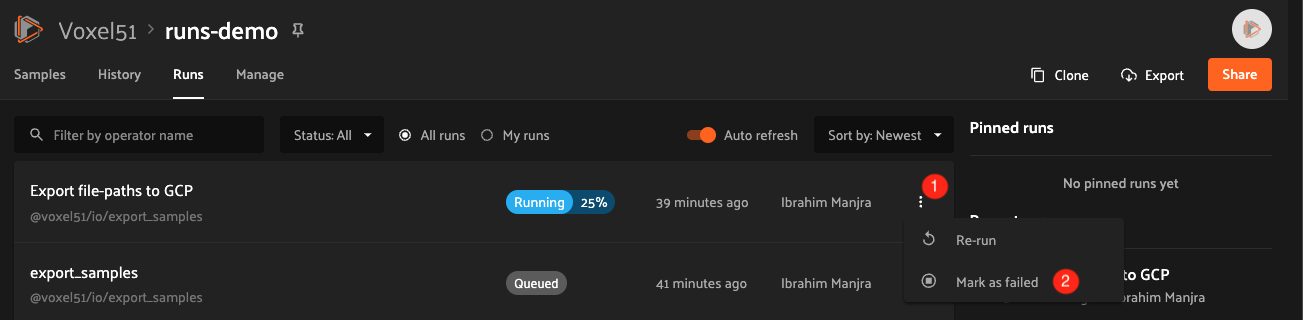 Voxel51 > runs-demo
Samples History Runs Manage
Clone Export Share
Filter by operator name Status: All All runs My runs Auto refresh Sort by: Newest
Pinned runs
No pinned runs yet
Export file-paths to GCP
@voxel51/io/export_samples
Running 25% 39 minutes ago Ibrahim Manjra 1
Re-run
Mark as failed 2
export_samples
@voxel51/io/export_samples
Queued 41 minutes ago Ibrahim Manjra
to GCP
brahim Manjra